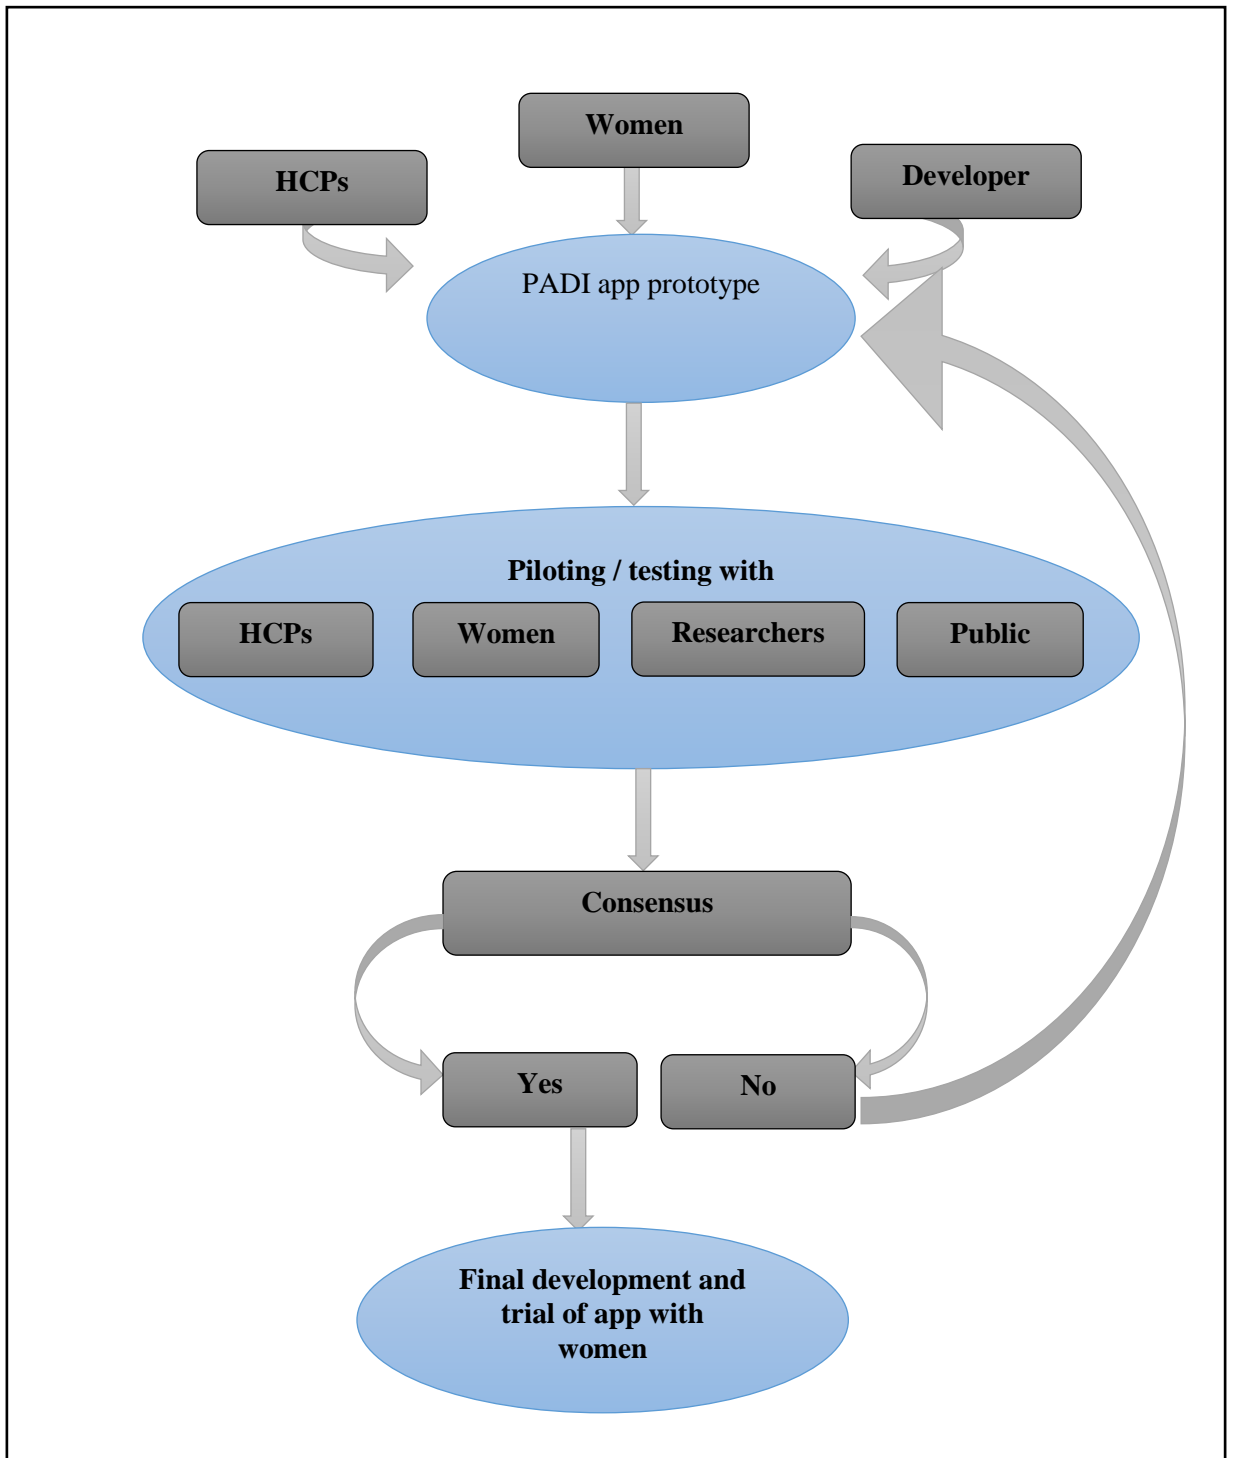 Women
HCPs
Developer
PADI app prototype
Piloting / testing with
HCPs
Women
Researchers
Public
Consensus
Yes
No
Final development and
trial of app with
women